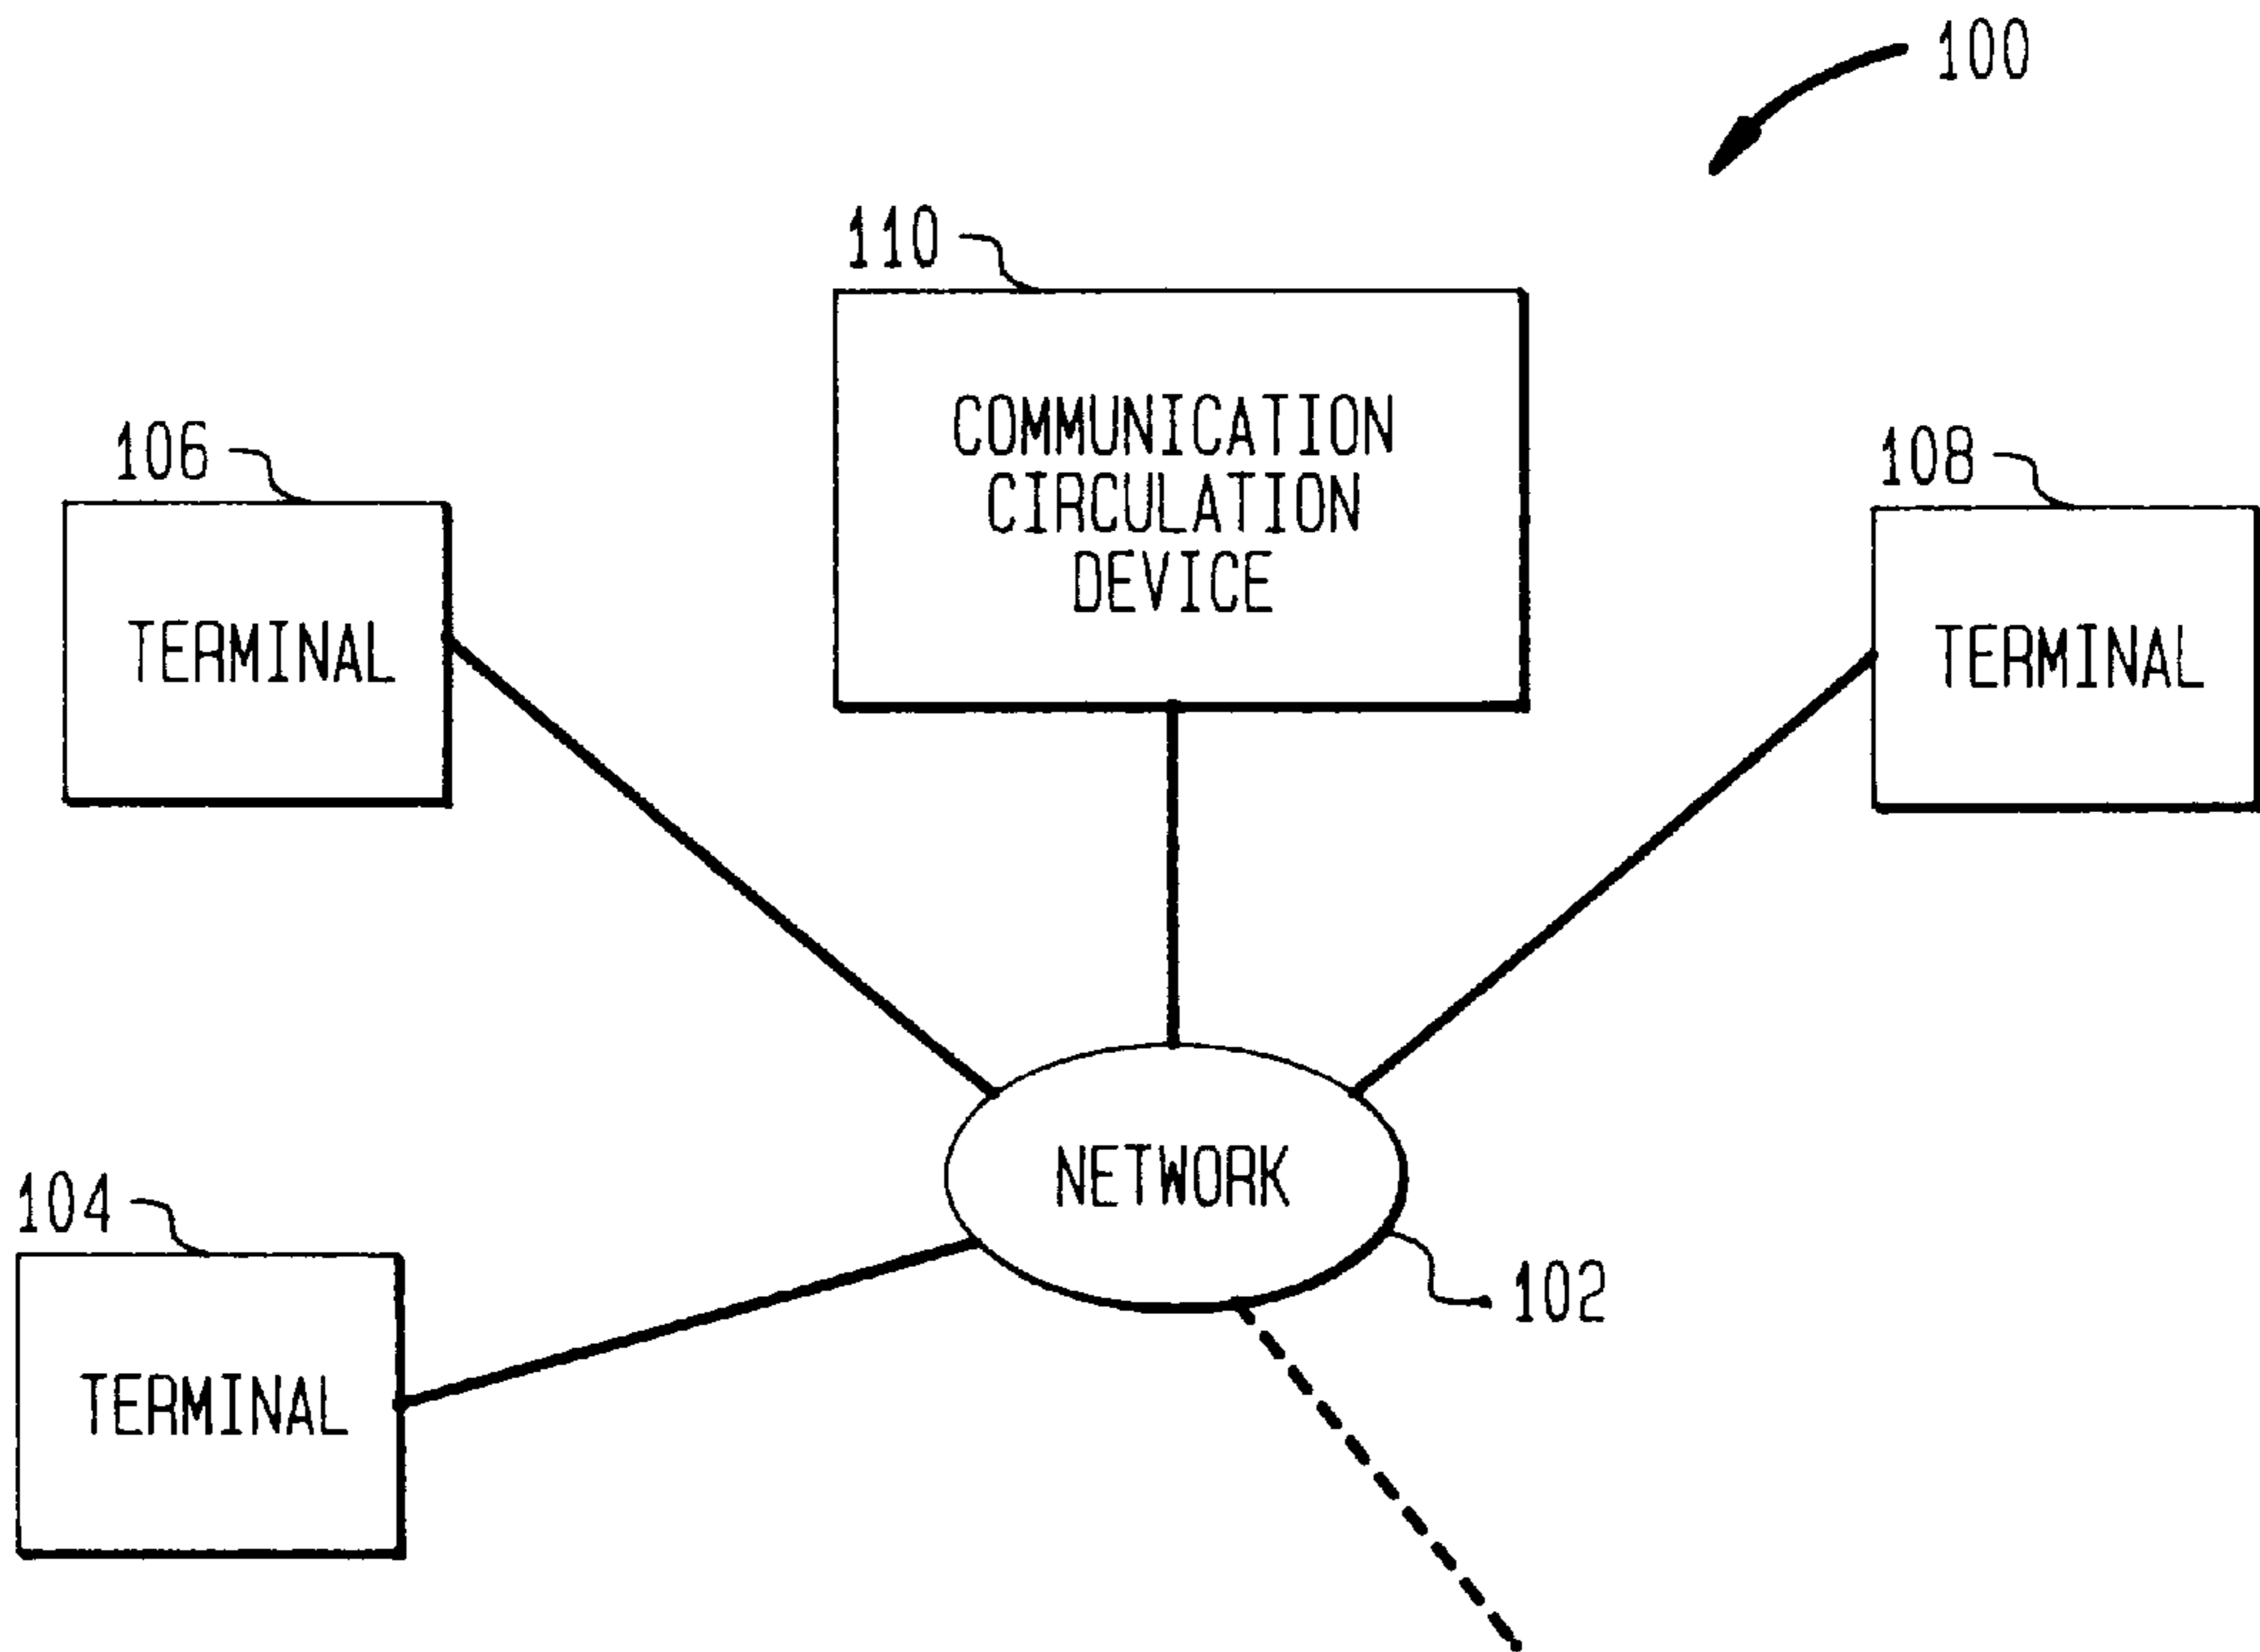 100
110
COMMUNICATION
CIRCULATION
DEVICE
106
TERMINAL
108
TERMINAL
NETWORK
102
104
TERMINAL